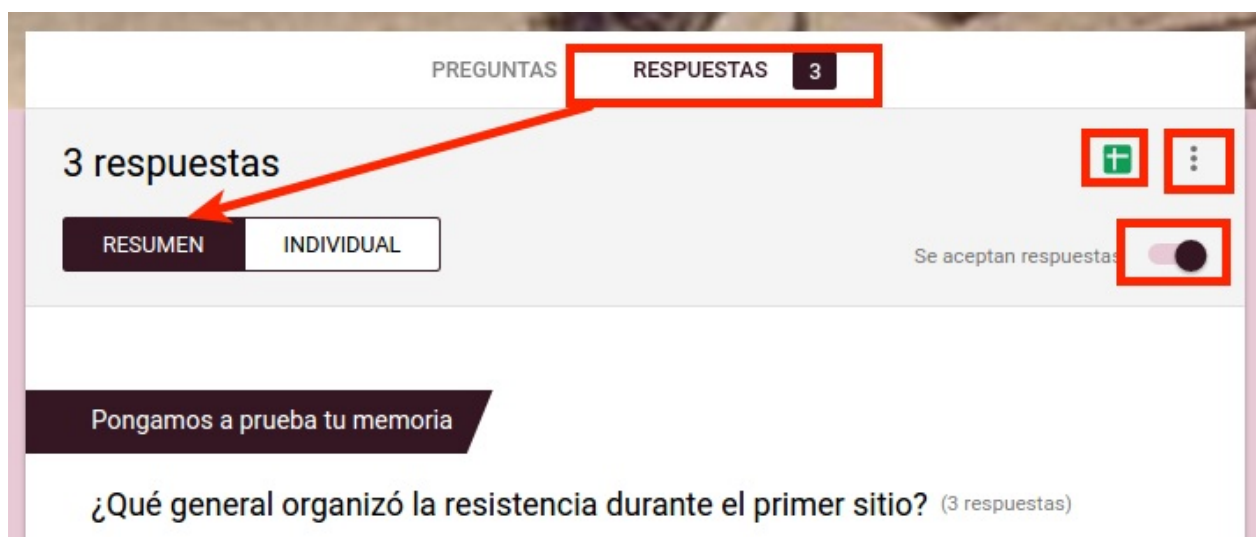 PREGUNTAS RESPUESTAS 3
3 respuestas
RESUMEN INDIVIDUAL
Se aceptan respuestas
Pongamos a prueba tu memoria
¿Qué general organizó la resistencia durante el primer sitio? (3 respuestas)